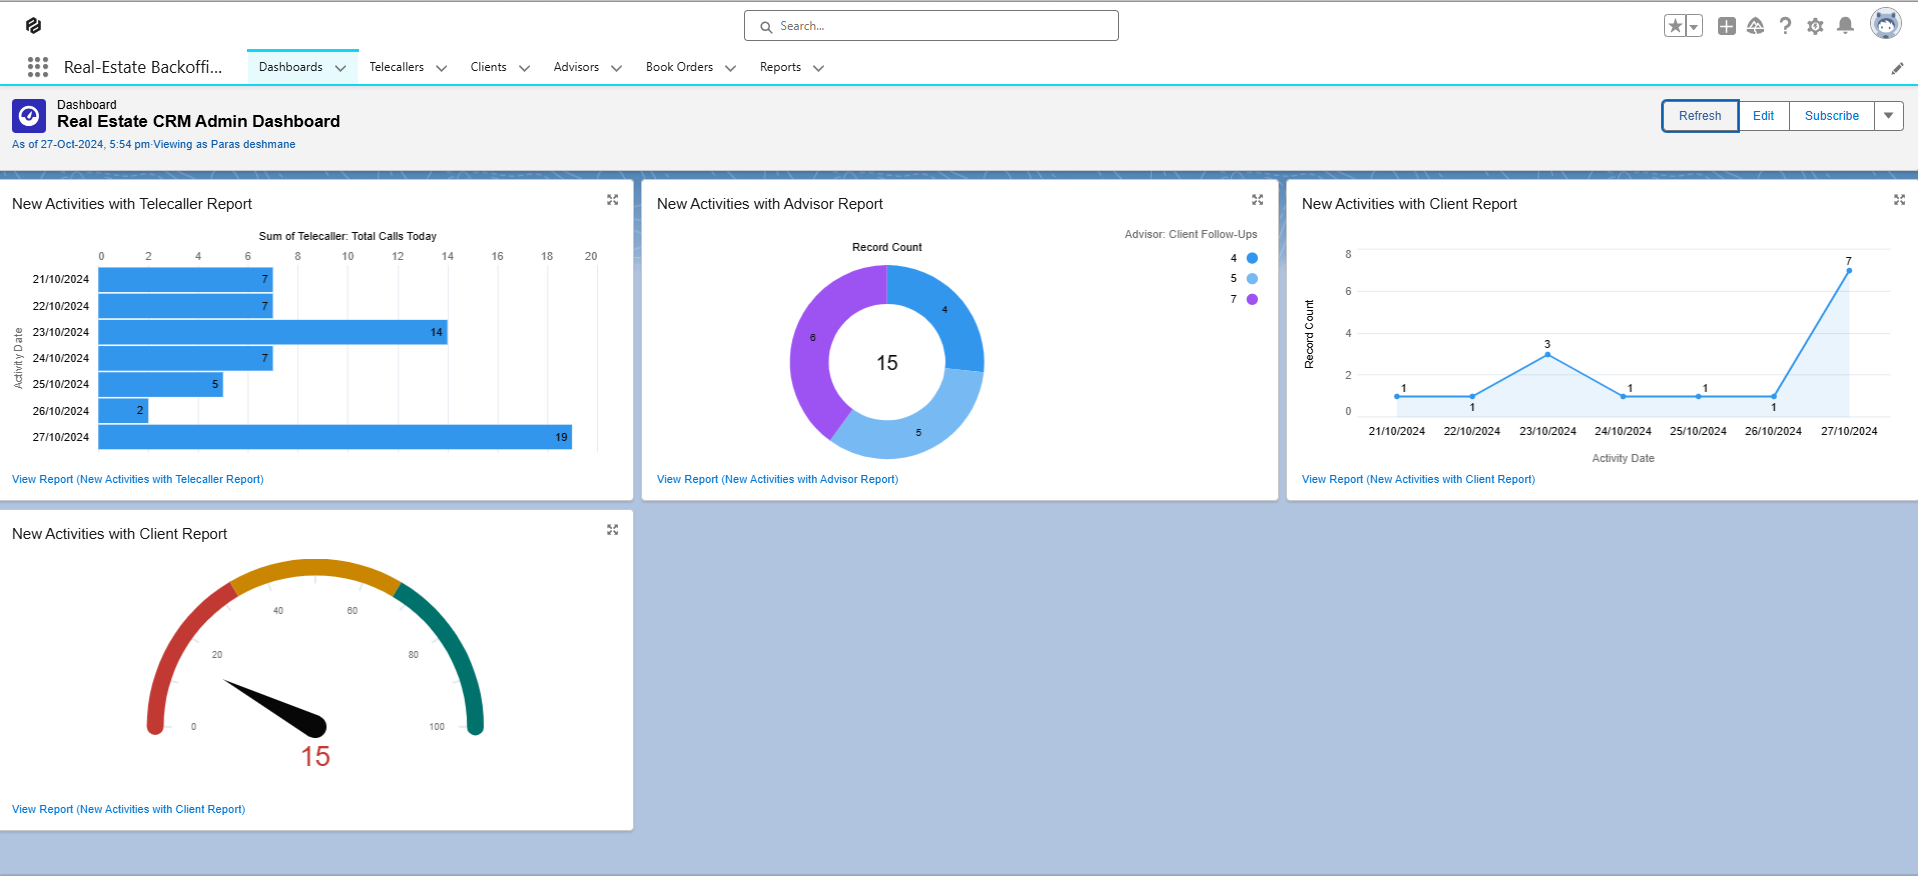 Search...
Real-Estate Backoffi...
Dashboards
Telecallers
Clients
Advisors
Book Orders
Reports
Dashboard
Real Estate CRM Admin Dashboard
As of 27-Oct-2024, 5:54 pm·Viewing as Paras deshmane
Refresh
Edit
Subscribe
New Activities with Telecaller Report
Sum of Telecaller: Total Calls Today
0 2 4 6 8 10 12 14 16 18 20
Activity Date
21/10/2024 7
22/10/2024 7
23/10/2024 14
24/10/2024 7
25/10/2024 5
26/10/2024 2
27/10/2024 19
View Report (New Activities with Telecaller Report)
New Activities with Advisor Report
Advisor: Client Follow-Ups
4
5
7
Record Count
4
6
15
5
View Report (New Activities with Advisor Report)
New Activities with Client Report
Record Count
8
6
4
2
0
1
1
3
1
1
1
7
21/10/2024 22/10/2024 23/10/2024 24/10/2024 25/10/2024 26/10/2024 27/10/2024
Activity Date
View Report (New Activities with Client Report)
New Activities with Client Report
0
20
40
60
80
100
15
View Report (New Activities with Client Report)